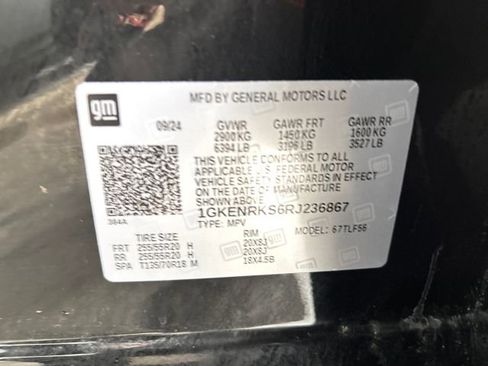 gm
MFD BY GENERAL MOTORS LLC
09/24 GVWR GAWR FRT GAWR RR
2900 KG 1450 KG 1600 KG
6394 LB 3196 LB 3527 LB
THIS VEHICLE CONFORMS TO ALL
APPLICABLE U.S. FEDERAL MOTOR
VEHICLE STANDARDS IN EFFECT
ON THE DATE OF MANUFACTURE
SHOWN ABOVE.
384A 1GKENRKS6RJ236867
TYPE: MPV MODEL: 67TLF56
TIRE SIZE RIM
FRT 255/55R20 H 20X8J
RR 255/55R20 H 20X8J
SPA T135/70R18 M 18X4.5B